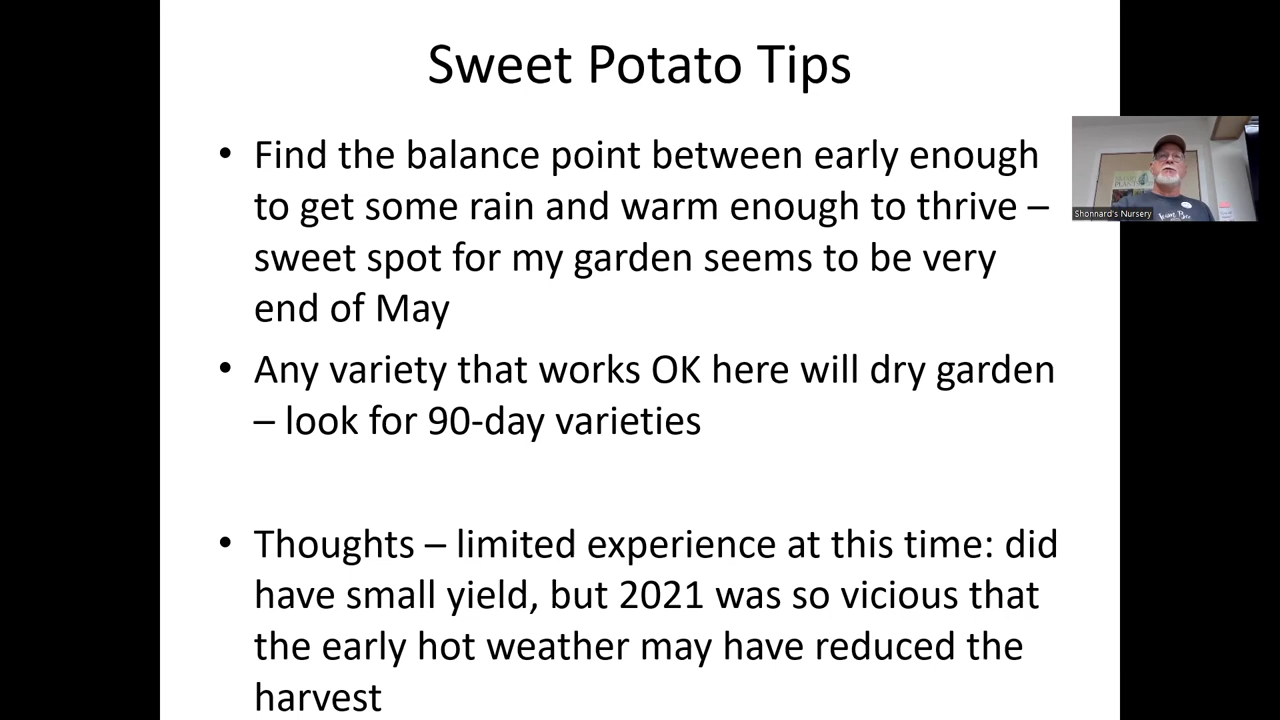 Sweet Potato Tips
• Find the balance point between early enough
to get some rain and warm enough to thrive –
sweet spot for my garden seems to be very
end of May
• Any variety that works OK here will dry garden
– look for 90-day varieties
• Thoughts – limited experience at this time: did
have small yield, but 2021 was so vicious that
the early hot weather may have reduced the
harvest
Shonnard's Nursery